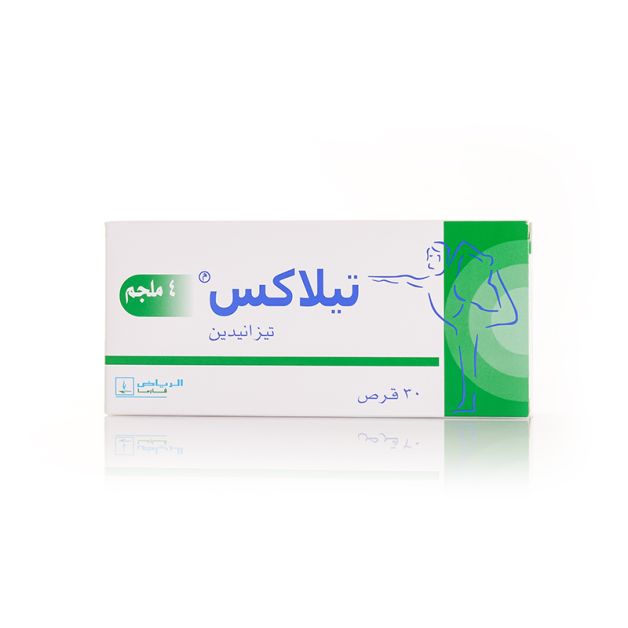 تيلاكس م
٤ ملجم
تيزانيدين
٣٠ قرص
الرياض
فارما